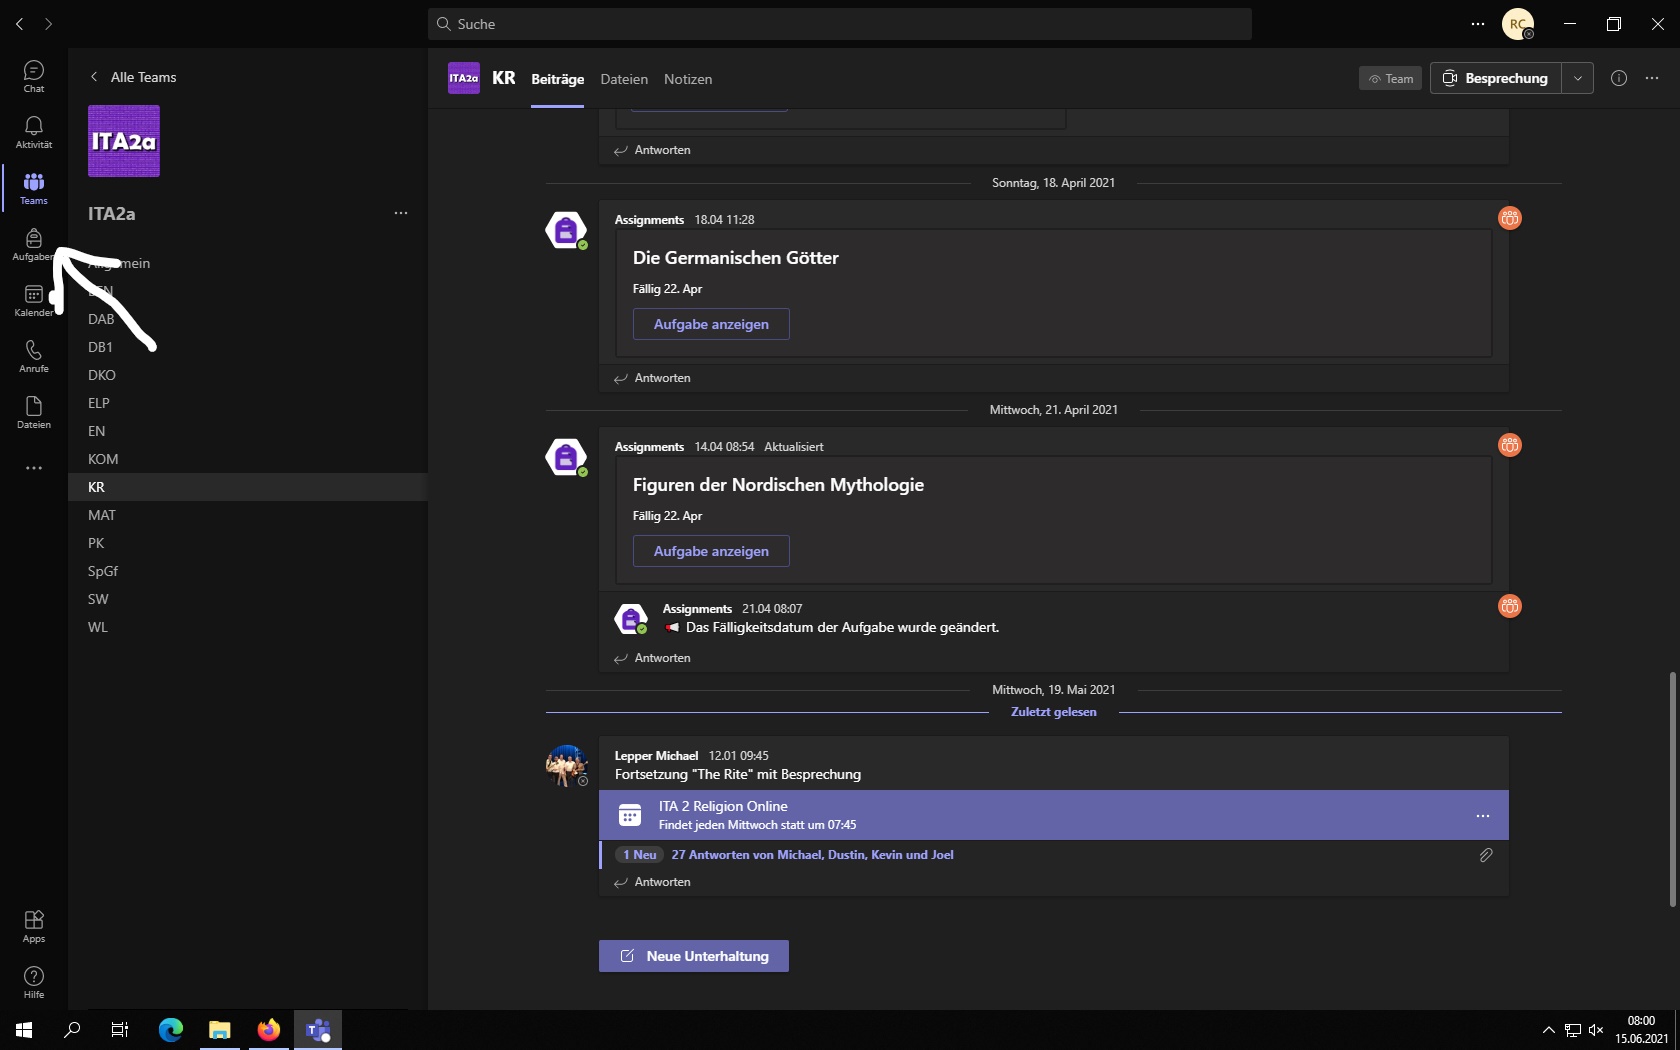 Suche
RC
Chat
Aktivität
Teams
Aufgaben
Kalender
Anrufe
Dateien
Apps
Hilfe
Alle Teams
ITA2a
ITA2a
Allgemein
DAB
DB1
DKO
ELP
EN
KOM
KR
MAT
PK
SpGf
SW
WL
ITA2a KR Beiträge Dateien Notizen
Team Besprechung
Antworten
Sonntag, 18. April 2021
Assignments 18.04 11:28
Die Germanischen Götter
Fällig 22. Apr
Aufgabe anzeigen
Antworten
Mittwoch, 21. April 2021
Assignments 14.04 08:54 Aktualisiert
Figuren der Nordischen Mythologie
Fällig 22. Apr
Aufgabe anzeigen
Assignments 21.04 08:07
Das Fälligkeitsdatum der Aufgabe wurde geändert.
Antworten
Mittwoch, 19. Mai 2021
Zuletzt gelesen
Lepper Michael 12.01 09:45
Fortsetzung "The Rite" mit Besprechung
ITA 2 Religion Online
Findet jeden Mittwoch statt um 07:45
1 Neu 27 Antworten von Michael, Dustin, Kevin und Joel
Antworten
Neue Unterhaltung
08:00
15.06.2021